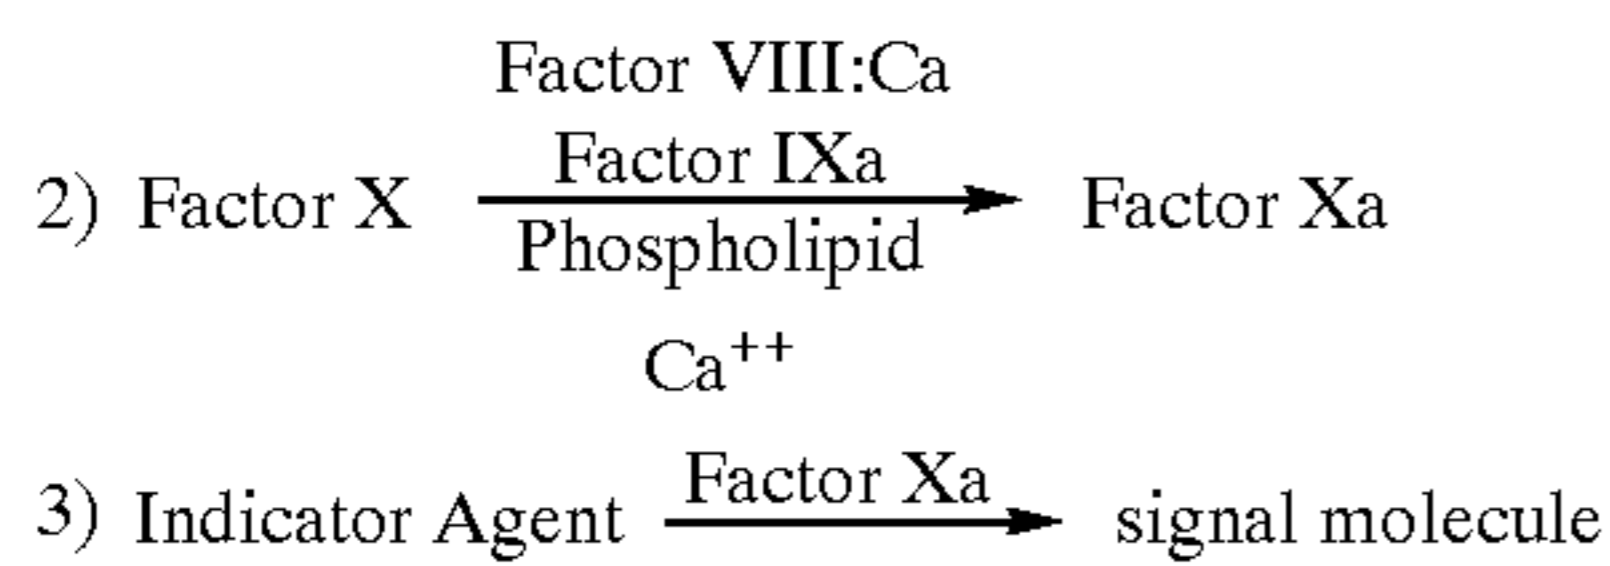 Factor VIII:Ca
Factor IXa
2) Factor X Factor Xa
Phospholipid
Ca++
Factor Xa
3) Indicator Agent signal molecule